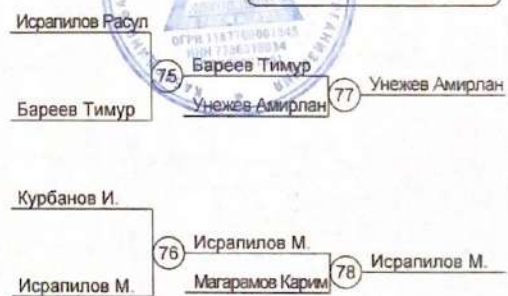 Исрапилов Расул
Бареев Тимур
75
Бареев Тимур
Унежев Амирлан
77
Унежев Амирлан
Курбанов И.
Исрапилов М.
76
Исрапилов М.
Магарамов Карим
78
Исрапилов М.